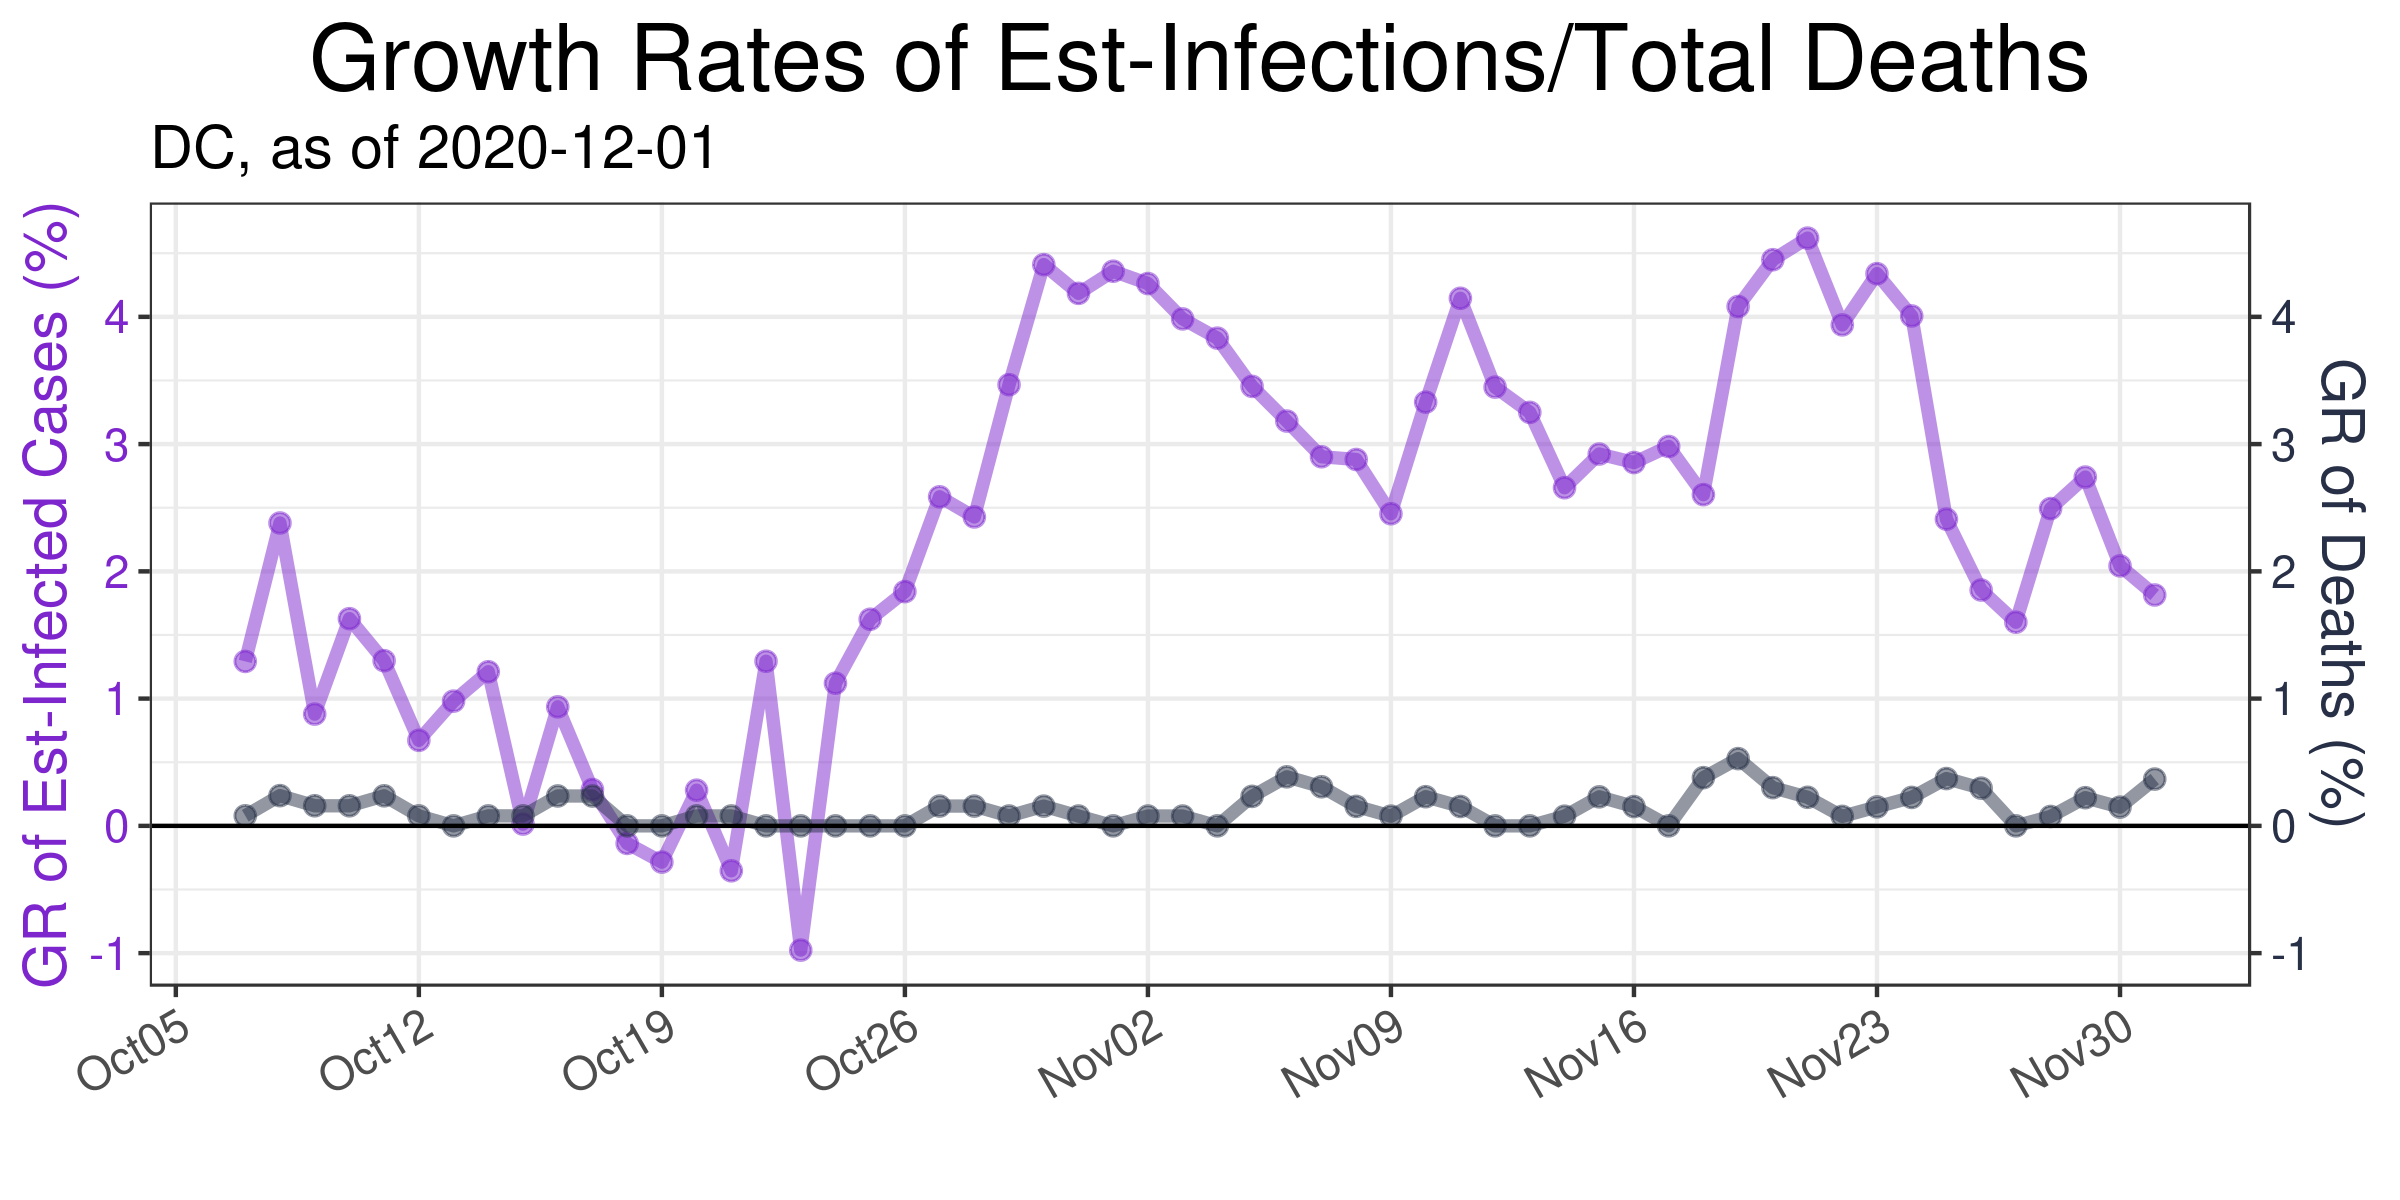 Growth Rates of Est-Infections/Total Deaths
DC, as of 2020-12-01
GR of Est-Infected Cases (%)
4
3
2
1
0
-1
4
3
2
1
0
-1
GR of Deaths (%)
Oct05
Oct12
Oct19
Oct26
Nov02
Nov09
Nov16
Nov23
Nov30